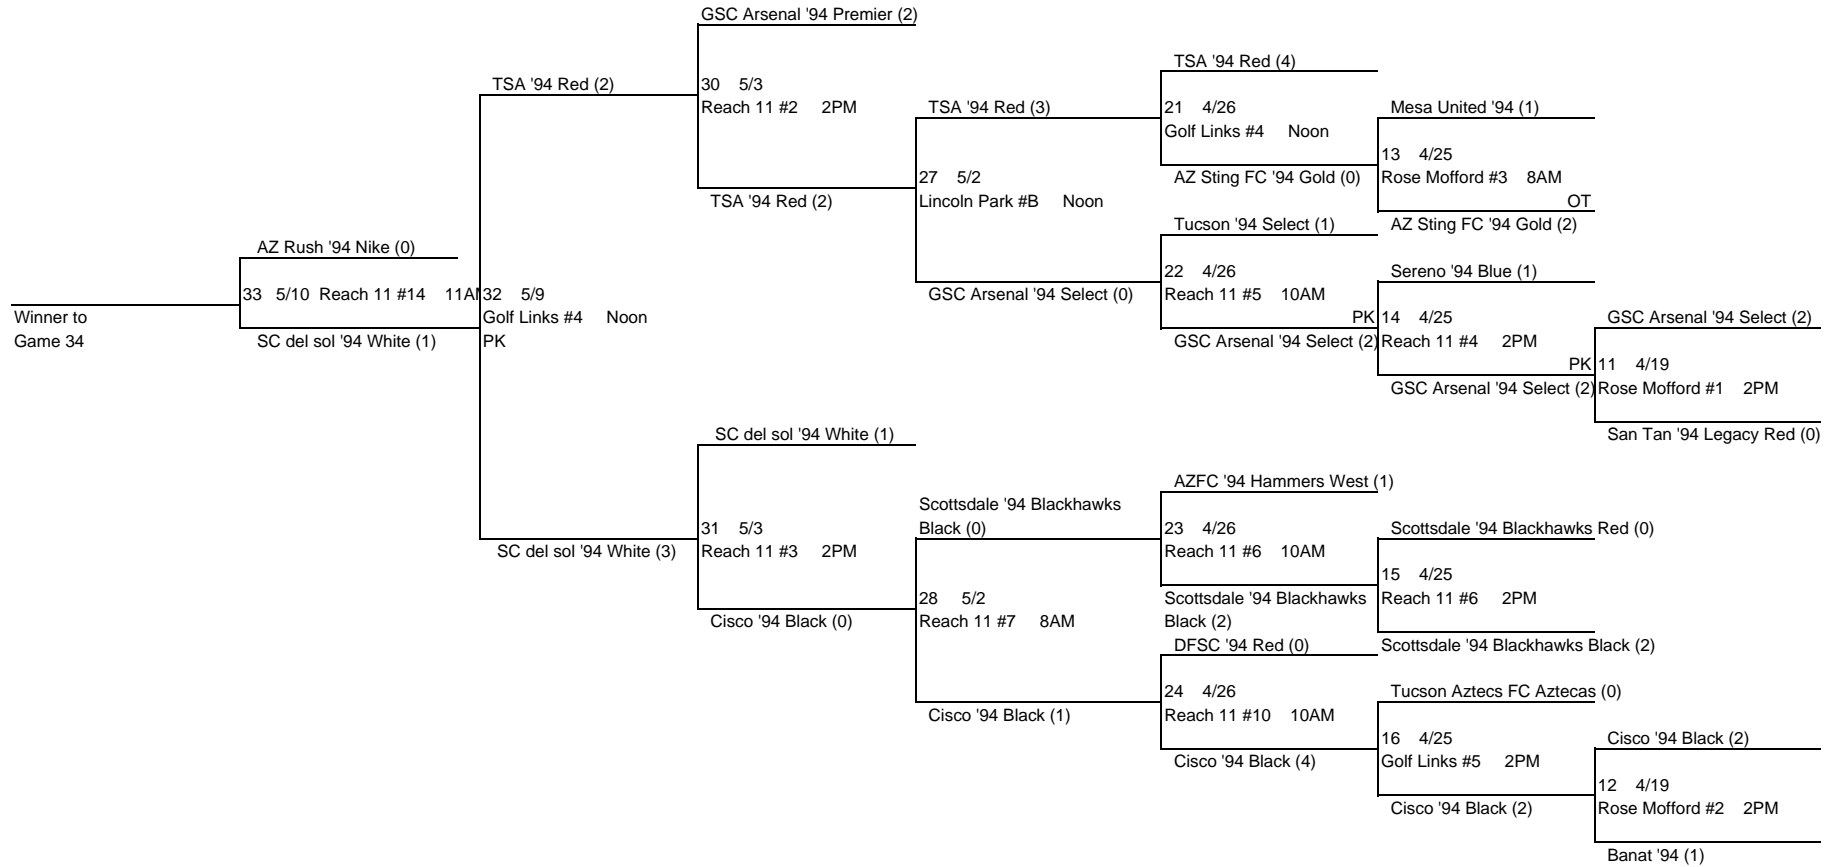 GSC Arsenal '94 Premier (2)
TSA '94 Red (4)
TSA '94 Red (2)
30 5/3
Reach 11 #2 2PM
TSA '94 Red (3)
21 4/26
Golf Links #4 Noon
Mesa United '94 (1)
13 4/25
Rose Mofford #3 8AM
OT
27 5/2
Lincoln Park #B Noon
AZ Sting FC '94 Gold (0)
TSA '94 Red (2)
Tucson '94 Select (1)
AZ Sting FC '94 Gold (2)
AZ Rush '94 Nike (0)
22 4/26
Reach 11 #5 10AM
Sereno '94 Blue (1)
33 5/10 Reach 11 #14 11AM
32 5/9
Golf Links #4 Noon
PK
GSC Arsenal '94 Select (0)
Winner to
Game 34
SC del sol '94 White (1)
PK
GSC Arsenal '94 Select (2)
14 4/25
Reach 11 #4 2PM
GSC Arsenal '94 Select (2)
PK
GSC Arsenal '94 Select (2)
11 4/19
Rose Mofford #1 2PM
San Tan '94 Legacy Red (0)
SC del sol '94 White (1)
AZFC '94 Hammers West (1)
Scottsdale '94 Blackhawks
Black (0)
31 5/3
Reach 11 #3 2PM
23 4/26
Reach 11 #6 10AM
Scottsdale '94 Blackhawks Red (0)
SC del sol '94 White (3)
15 4/25
Reach 11 #6 2PM
28 5/2
Reach 11 #7 8AM
Scottsdale '94 Blackhawks
Black (2)
Cisco '94 Black (0)
DFSC '94 Red (0)
Scottsdale '94 Blackhawks Black (2)
24 4/26
Reach 11 #10 10AM
Tucson Aztecs FC Aztecas (0)
Cisco '94 Black (1)
16 4/25
Golf Links #5 2PM
Cisco '94 Black (2)
Cisco '94 Black (4)
12 4/19
Rose Mofford #2 2PM
Cisco '94 Black (2)
Banat '94 (1)